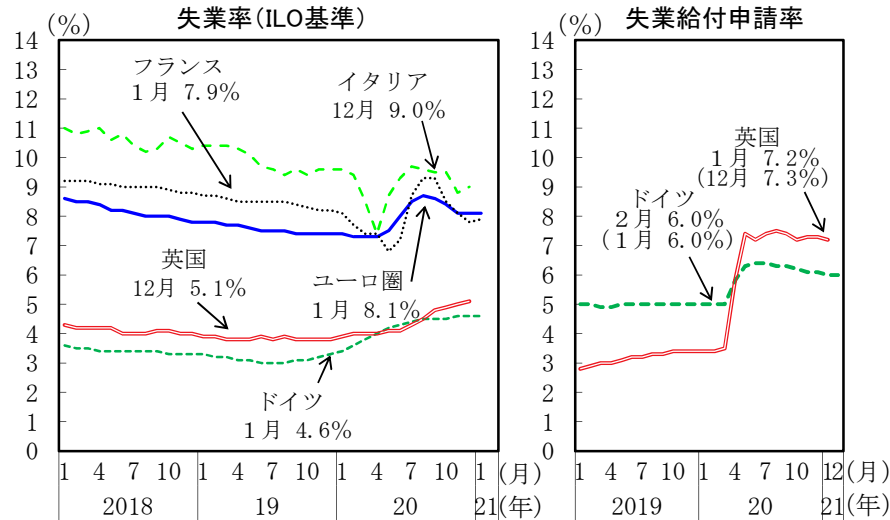 失業率（ILO基準）
(%)
14
13
12
11
10
9
8
7
6
5
4
3
2
1
0
フランス
1月 7.9%
イタリア
12月 9.0%
英国
12月 5.1%
ユーロ圏
1月 8.1%
ドイツ
1月 4.6%
1 4 7 10 1 4 7 10 1 4 7 10 1 (月)
2018 19 20 21 (年)
失業給付申請率
(%)
14
13
12
11
10
9
8
7
6
5
4
3
2
1
0
英国
1月 7.2%
(12月 7.3%)
ドイツ
2月 6.0%
(1月 6.0%)
1 4 7 10 1 4 7 10 12 (月)
2019 20 21 (年)